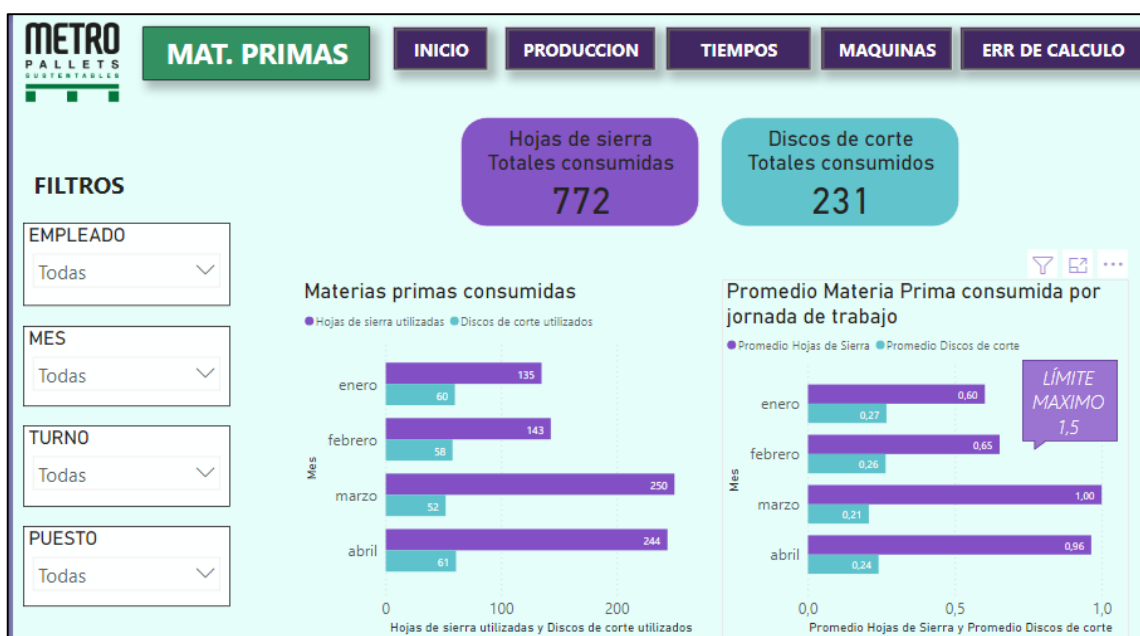 METRO
PALLETS
SUSTENTABLES
MAT. PRIMAS
INICIO
PRODUCCION
TIEMPOS
MAQUINAS
ERR DE CALCULO
Hojas de sierra
Totales consumidas
772
Discos de corte
Totales consumidos
231
FILTROS
EMPLEADO
Todas
MES
Todas
TURNO
Todas
PUESTO
Todas
Materias primas consumidas
Hojas de sierra utilizadas Discos de corte utilizados
Mes
enero
135
60
febrero
143
58
marzo
250
52
abril
244
61
0 100 200
Hojas de sierra utilizadas y Discos de corte utilizados
Promedio Materia Prima consumida por
jornada de trabajo
Promedio Hojas de Sierra Promedio Discos de corte
LÍMITE
MAXIMO
1,5
Mes
enero
0,60
0,27
febrero
0,65
0,26
marzo
1,00
0,21
abril
0,96
0,24
0,0 0,5 1,0
Promedio Hojas de Sierra y Promedio Discos de corte